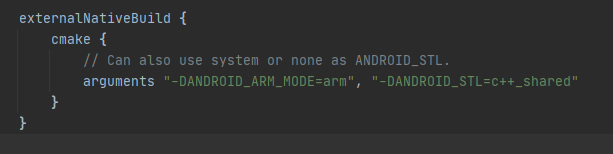 externalNativeBuild {
    cmake {
        // Can also use system or none as ANDROID_STL.
        arguments "-DANDROID_ARM_MODE=arm", "-DANDROID_STL=c++_shared"
    }
}